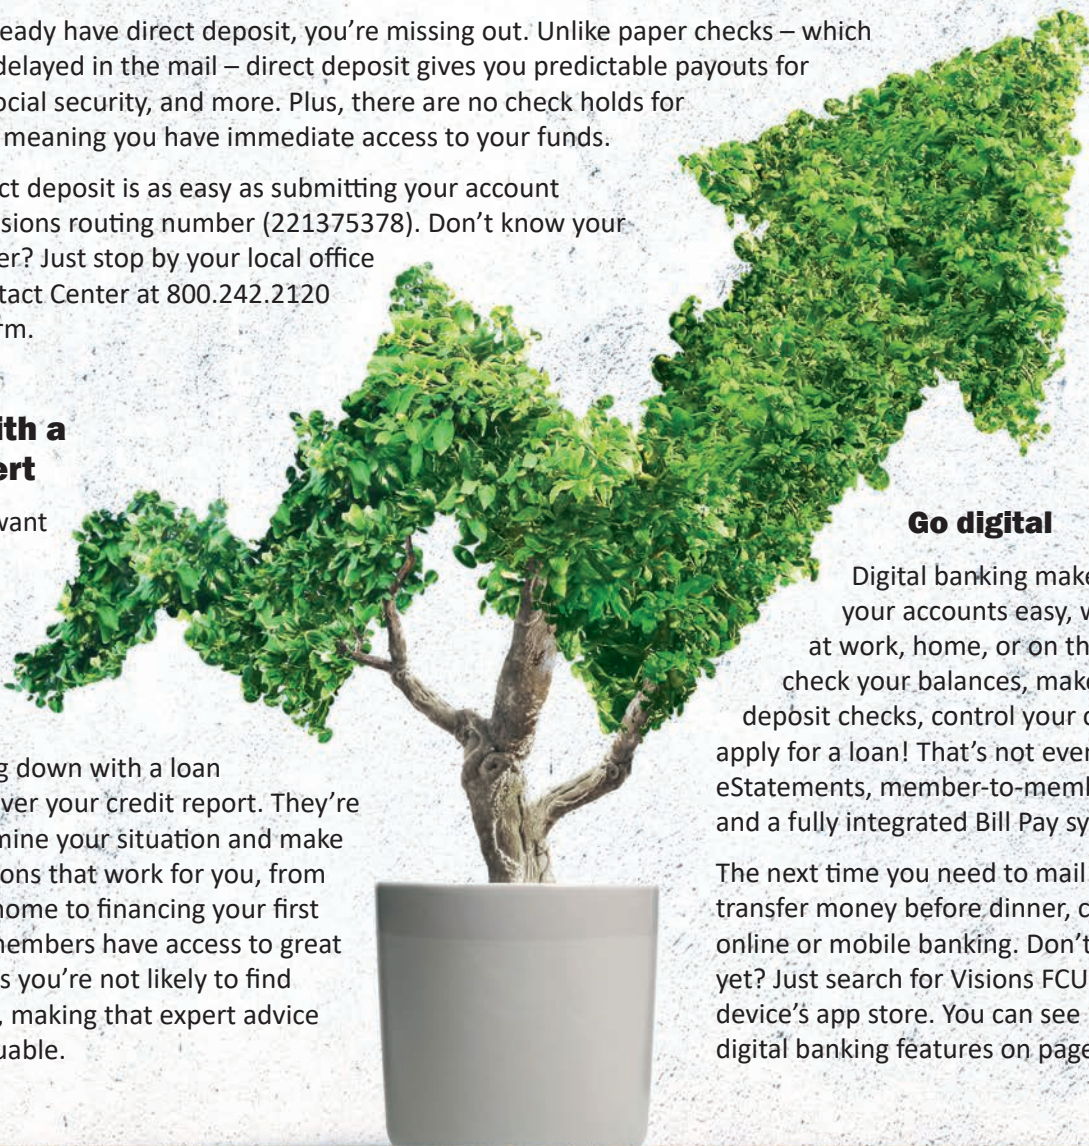 eady have direct deposit, you're missing out. Unlike paper checks – which
delayed in the mail – direct deposit gives you predictable payouts for
ocial security, and more. Plus, there are no check holds for
meaning you have immediate access to your funds.
ct deposit is as easy as submitting your account
sions routing number (221375378). Don't know your
er? Just stop by your local office
tact Center at 800.242.2120
rm.
ith a
ert
want
g down with a loan
ver your credit report. They're
mine your situation and make
ons that work for you, from
home to financing your first
members have access to great
s you're not likely to find
, making that expert advice
uable.
Go digital
Digital banking make
your accounts easy, w
at work, home, or on th
check your balances, make
deposit checks, control your c
apply for a loan! That's not even
eStatements, member-to-memb
and a fully integrated Bill Pay sy
The next time you need to mail
transfer money before dinner, c
online or mobile banking. Don't
yet? Just search for Visions FCU
device's app store. You can see
digital banking features on page